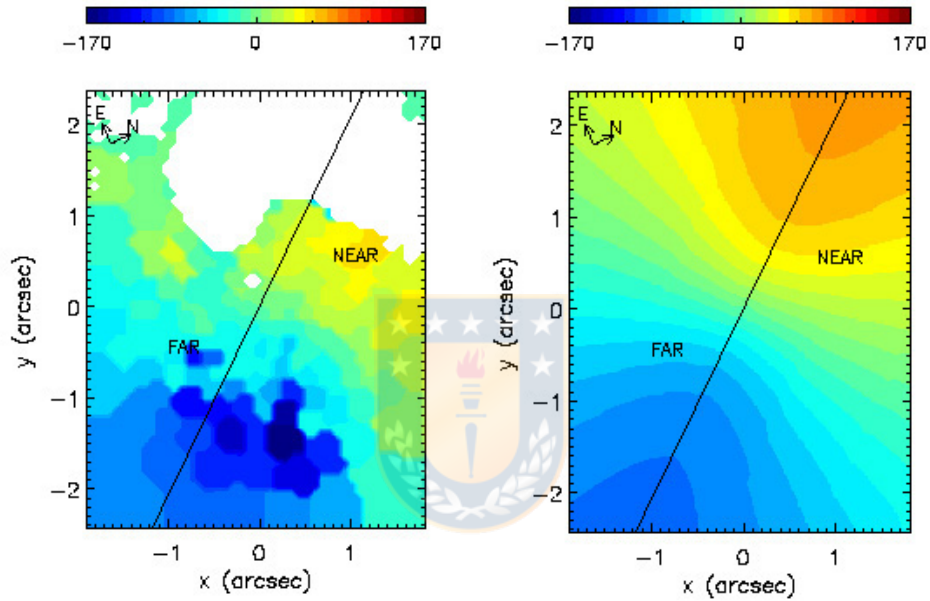 −170 0 170
−170 0 170
E
N
NEAR
FAR
2
1
0
−1
−2
y (arcsec)
−1 0 1
x (arcsec)
E
N
NEAR
FAR
2
1
0
−1
−2
y (arcsec)
−1 0 1
x (arcsec)